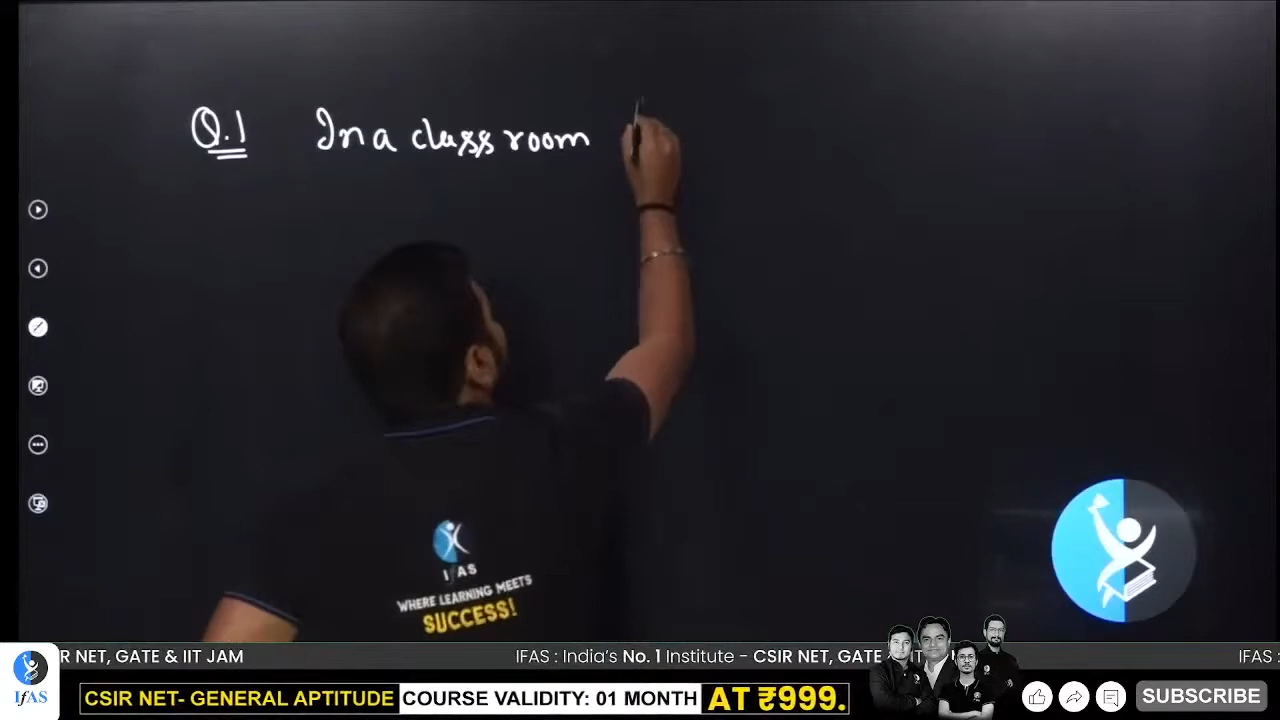 Q.1 In a class room
IfAS
WHERE LEARNING MEETS
SUCCESS!
R NET, GATE & IIT JAM IFAS : India's No. 1 Institute - CSIR NET, GATE IFAS :
IfAS
CSIR NET- GENERAL APTITUDE COURSE VALIDITY: 01 MONTH AT ₹999.
SUBSCRIBE